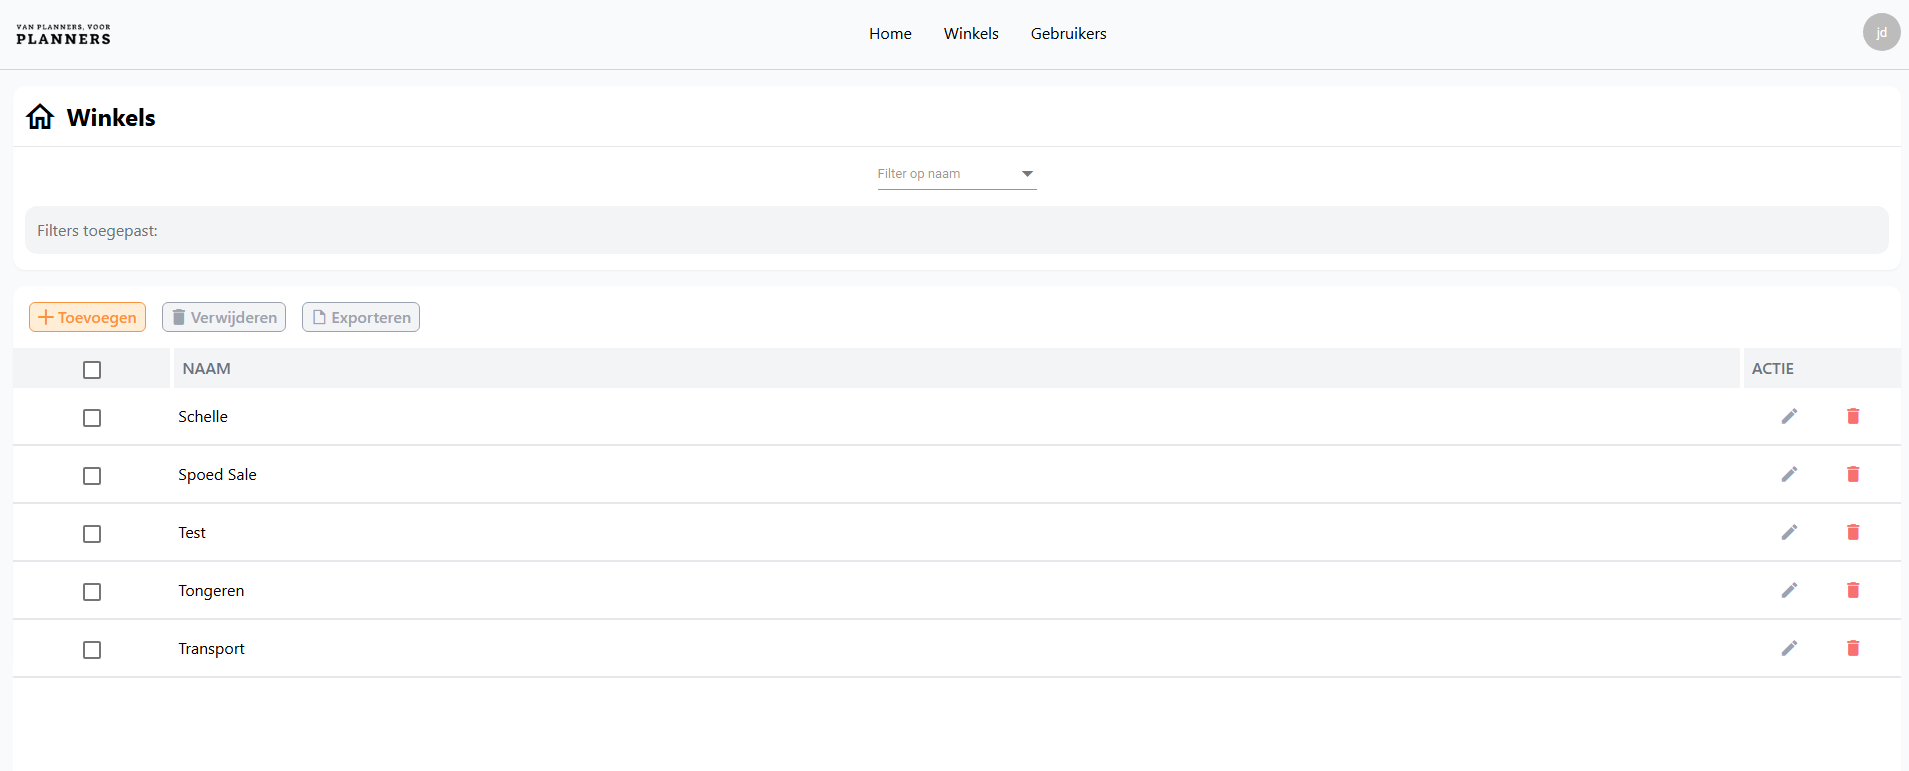 VAN PLANNERS, VOOR
PLANNERS
Home Winkels Gebruikers
jd
Winkels
Filter op naam
Filters toegepast:
Toevoegen Verwijderen Exporteren
NAAM ACTIE
Schelle
Spoed Sale
Test
Tongeren
Transport